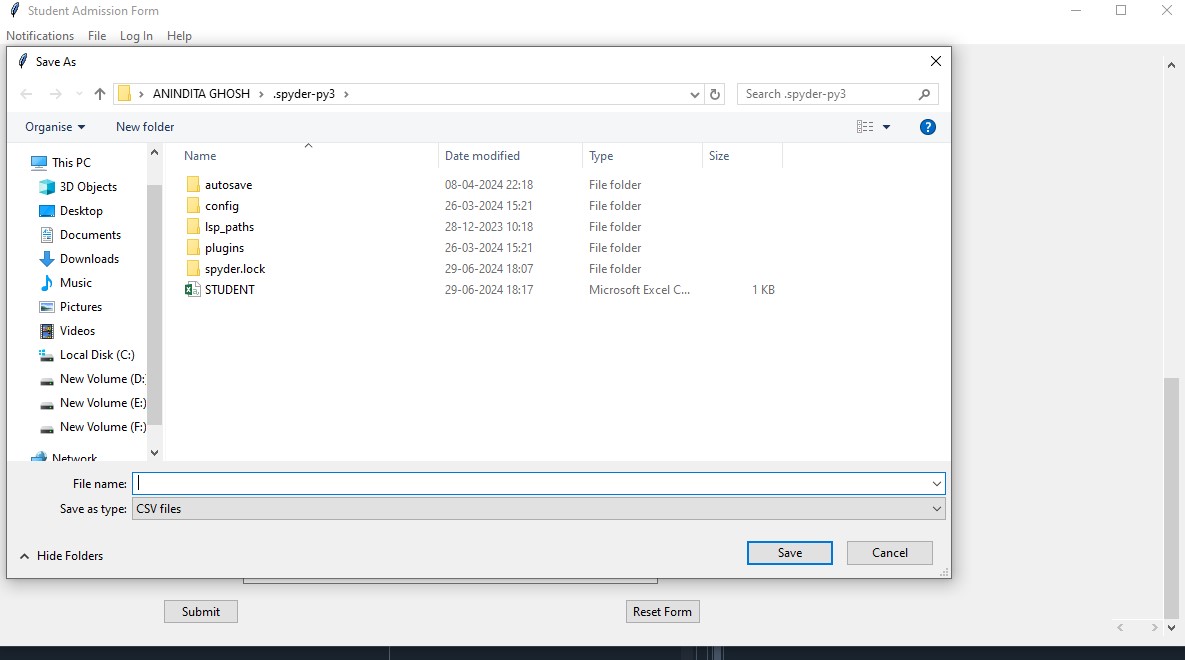 Student Admission Form
Notifications File Log In Help
Save As
ANINDITA GHOSH .spyder-py3
Search .spyder-py3
Organise New folder
?
Name Date modified Type Size
This PC
3D Objects
Desktop
Documents
Downloads
Music
Pictures
Videos
Local Disk (C:)
New Volume (D:
New Volume (E:)
New Volume (F:)
Network
autosave 08-04-2024 22:18 File folder
config 26-03-2024 15:21 File folder
lsp_paths 28-12-2023 10:18 File folder
plugins 26-03-2024 15:21 File folder
spyder.lock 29-06-2024 18:07 File folder
STUDENT 29-06-2024 18:17 Microsoft Excel C... 1 KB
File name:
Save as type: CSV files
Hide Folders
Save Cancel
Submit Reset Form